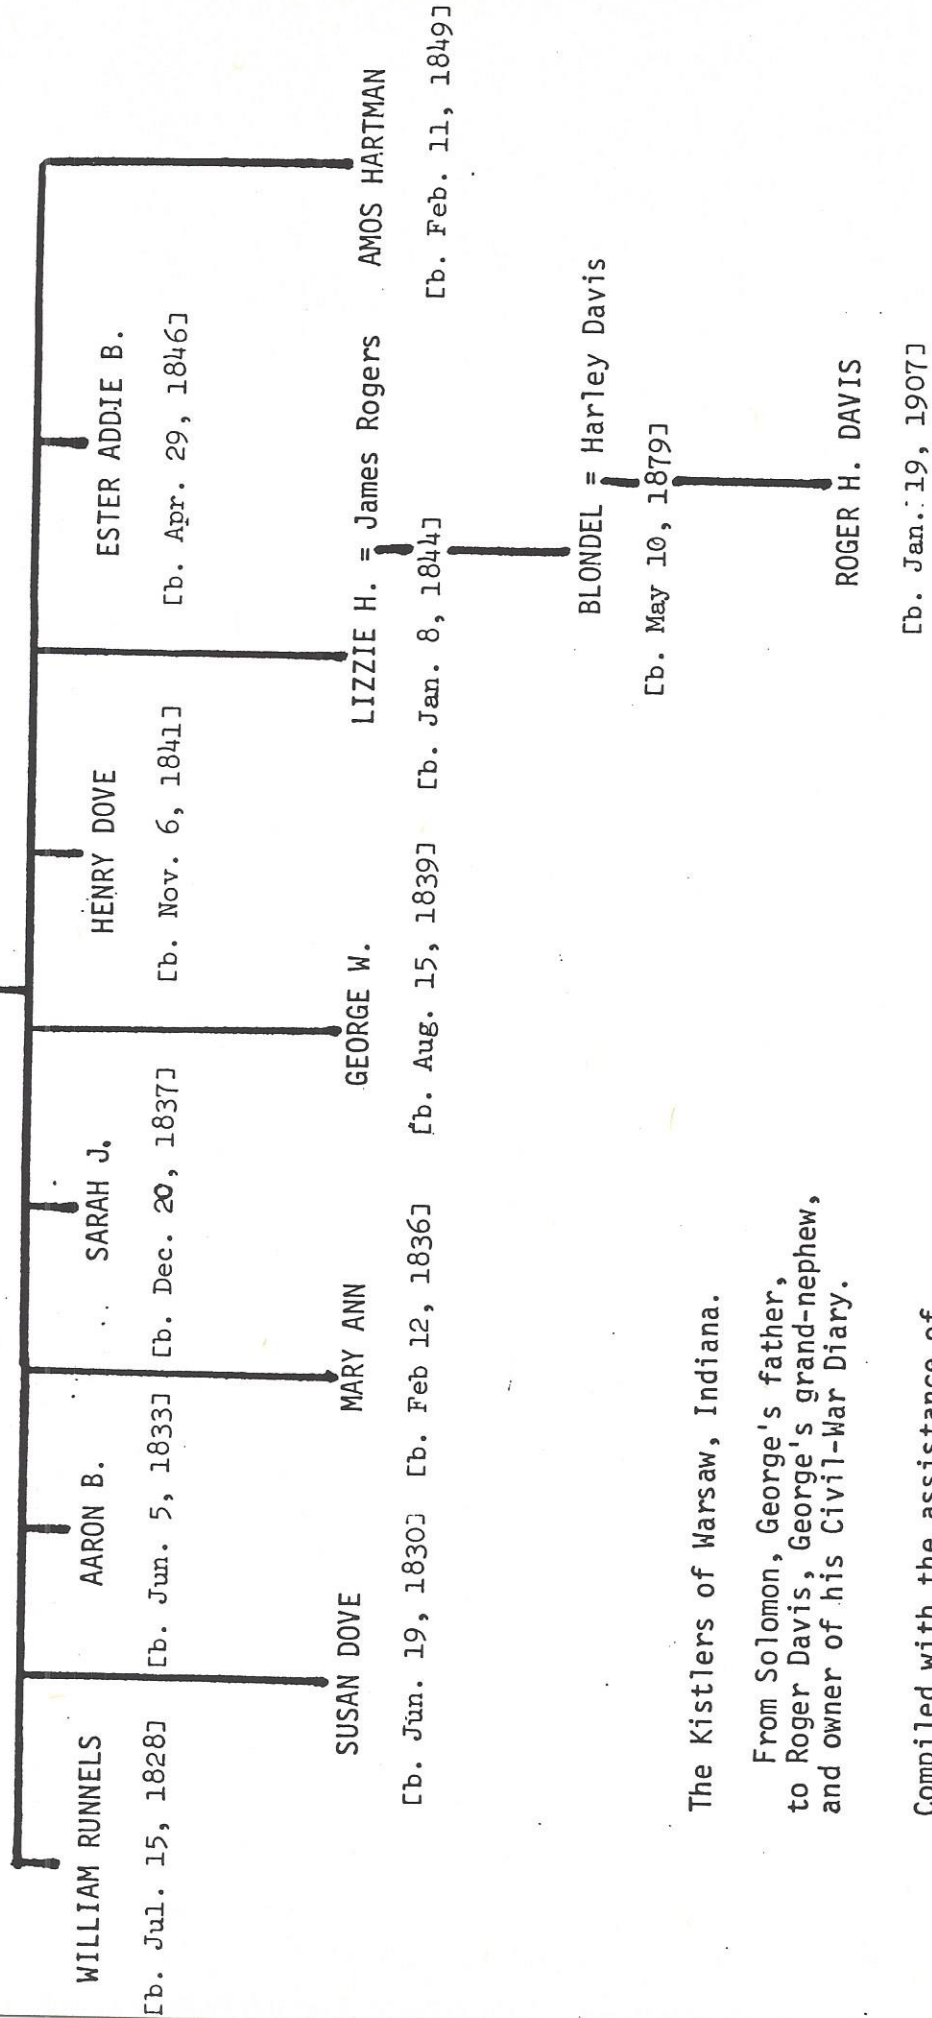 WILLIAM RUNNELS
[b. Jul. 15, 1828]
SUSAN DOVE
[b. Jun. 19, 1830]
AARON B.
[b. Jun. 5, 1833]
MARY ANN
[b. Feb 12, 1836]
SARAH J.
[b. Dec. 20, 1837]
GEORGE W.
[b. Aug. 15, 1839]
HENRY DOVE
[b. Nov. 6, 1841]
LIZZIE H. = James Rogers
[b. Jan. 8, 1844]
ESTER ADDIE B.
[b. Apr. 29, 1846]
AMOS HARTMAN
[b. Feb. 11, 1849]
BLONDEL = Harley Davis
[b. May 10, 1879]
ROGER H. DAVIS
[b. Jan. 19, 1907]
The Kistlers of Warsaw, Indiana.
From Solomon, George's father,
to Roger Davis, George's grand-nephew,
and owner of his Civil-War Diary.
Compiled with the assistance of